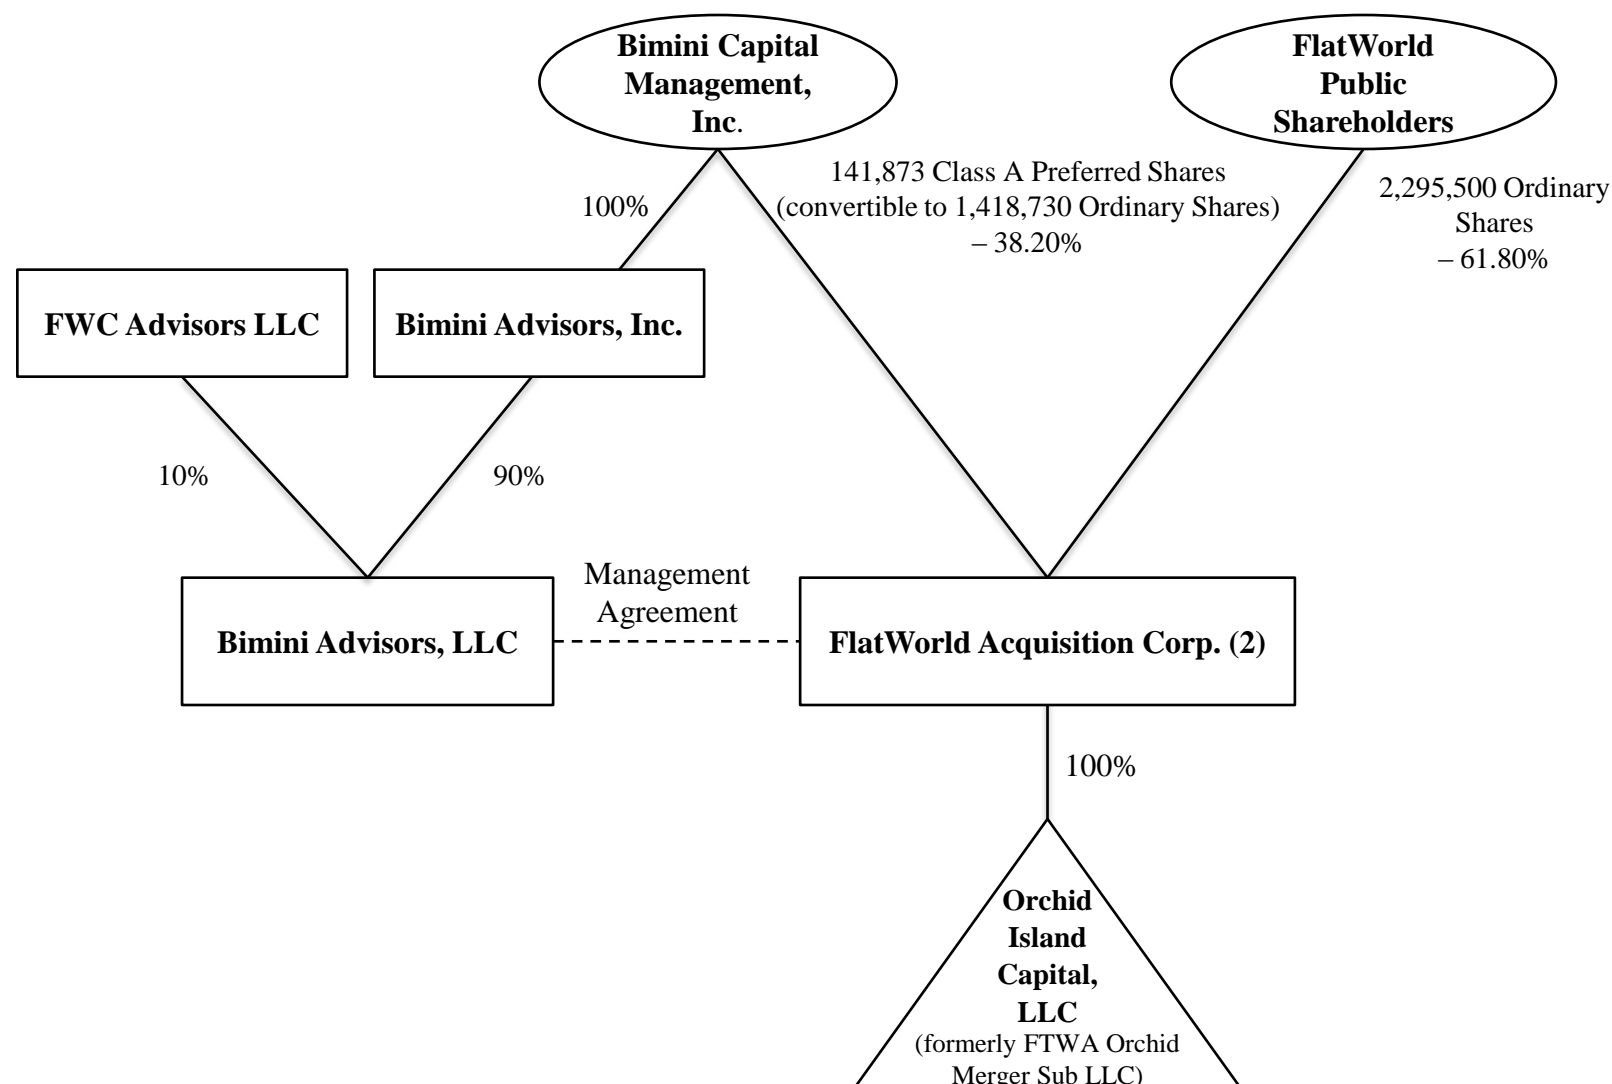 Bimini Capital
Management,
Inc.
FlatWorld
Public
Shareholders
100%
141,873 Class A Preferred Shares
(convertible to 1,418,730 Ordinary Shares)
– 38.20%
2,295,500 Ordinary
Shares
– 61.80%
FWC Advisors LLC
Bimini Advisors, Inc.
10%
90%
Management
Agreement
Bimini Advisors, LLC
FlatWorld Acquisition Corp. (2)
100%
Orchid
Island
Capital,
LLC
(formerly FTWA Orchid
Merger Sub LLC)